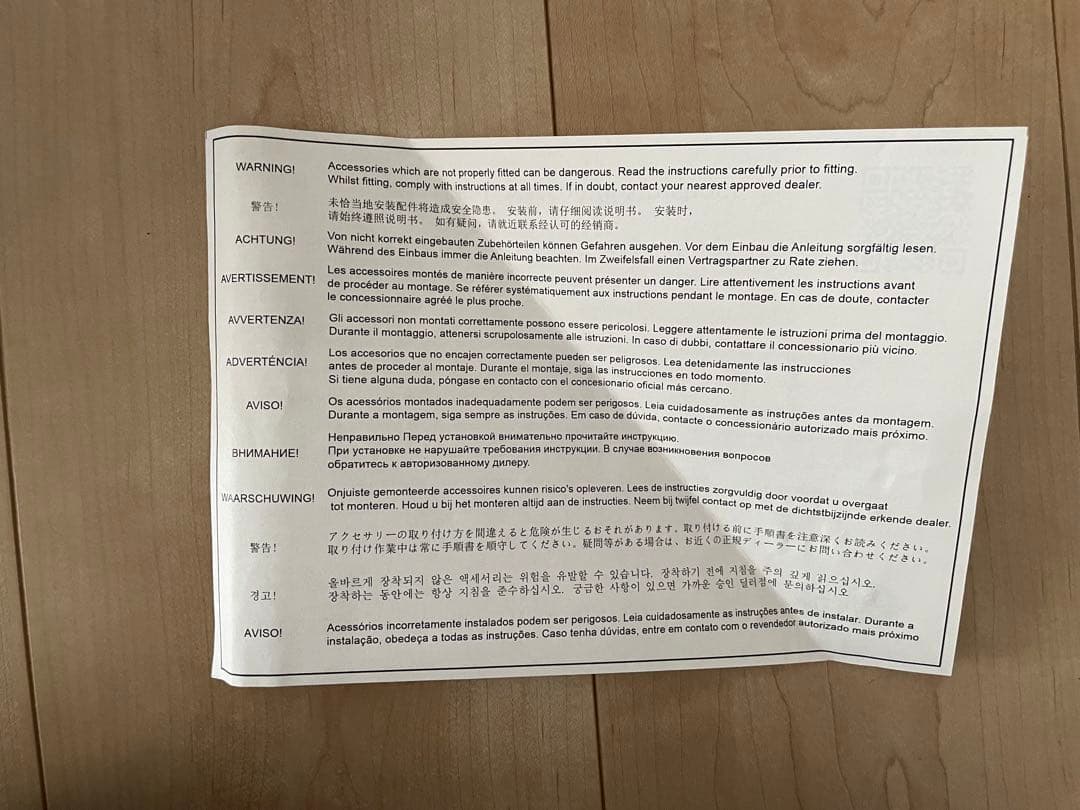 WARNING!
Accessories which are not properly fitted can be dangerous. Read the instructions carefully prior to fitting.
Whilst fitting, comply with instructions at all times. If in doubt, contact your nearest approved dealer.
警告!
未恰当地安装配件将造成安全隐患。 安装前，请仔细阅读说明书。 安装时，
请始终遵照说明书。 如有疑问，请就近联系经认可的经销商。
ACHTUNG!
Von nicht korrekt eingebauten Zubehörteilen können Gefahren ausgehen. Vor dem Einbau die Anleitung sorgfältig lesen.
Während des Einbaus immer die Anleitung beachten. Im Zweifelsfall einen Vertragspartner zu Rate ziehen.
AVERTISSEMENT!
Les accessoires montés de manière incorrecte peuvent présenter un danger. Lire attentivement les instructions avant
de procéder au montage. Se référer systématiquement aux instructions pendant le montage. En cas de doute, contacter
le concessionnaire agréé le plus proche.
AVVERTENZA!
Gli accessori non montati correttamente possono essere pericolosi. Leggere attentamente le istruzioni prima del montaggio.
Durante il montaggio, attenersi scrupolosamente alle istruzioni. In caso di dubbi, contattare il concessionario più vicino.
ADVERTÉNCIA!
Los accesorios que no encajen correctamente pueden ser peligrosos. Lea detenidamente las instrucciones
antes de proceder al montaje. Durante el montaje, siga las instrucciones en todo momento.
Si tiene alguna duda, póngase en contacto con el concesionario oficial más cercano.
AVISO!
Os acessórios montados inadequadamente podem ser perigosos. Leia cuidadosamente as instruções antes da montagem.
Durante a montagem, siga sempre as instruções. Em caso de dúvida, contacte o concessionário autorizado mais próximo.
ВНИМАНИЕ!
Неправильно Перед установкой внимательно прочитайте инструкцию.
При установке не нарушайте требования инструкции. В случае возникновения вопросов
обратитесь к авторизованному дилеру.
WAARSCHUWING!
Onjuiste gemonteerde accessoires kunnen risico's opleveren. Lees de instructies zorgvuldig door voordat u overgaat
tot monteren. Houd u bij het monteren altijd aan de instructies. Neem bij twijfel contact op met de dichtstbijzijnde erkende dealer.
警告!
アクセサリーの取り付け方を間違えると危険が生じるおそれがあります。取り付ける前に手順書を注意深くお読みください。
取り付け作業中は常に手順書を順守してください。疑問等がある場合は、お近くの正規ディーラーにお問い合わせください。
경고!
올바르게 장착되지 않은 액세서리는 위험을 유발할 수 있습니다. 장착하기 전에 지침을 주의 깊게 읽으십시오.
장착하는 동안에는 항상 지침을 준수하십시오. 궁금한 사항이 있으면 가까운 승인 딜러점에 문의하십시오
AVISO!
Acessórios incorretamente instalados podem ser perigosos. Leia cuidadosamente as instruções antes de instalar. Durante a
instalação, obedeça a todas as instruções. Caso tenha dúvidas, entre em contato com o revendedor autorizado mais próximo